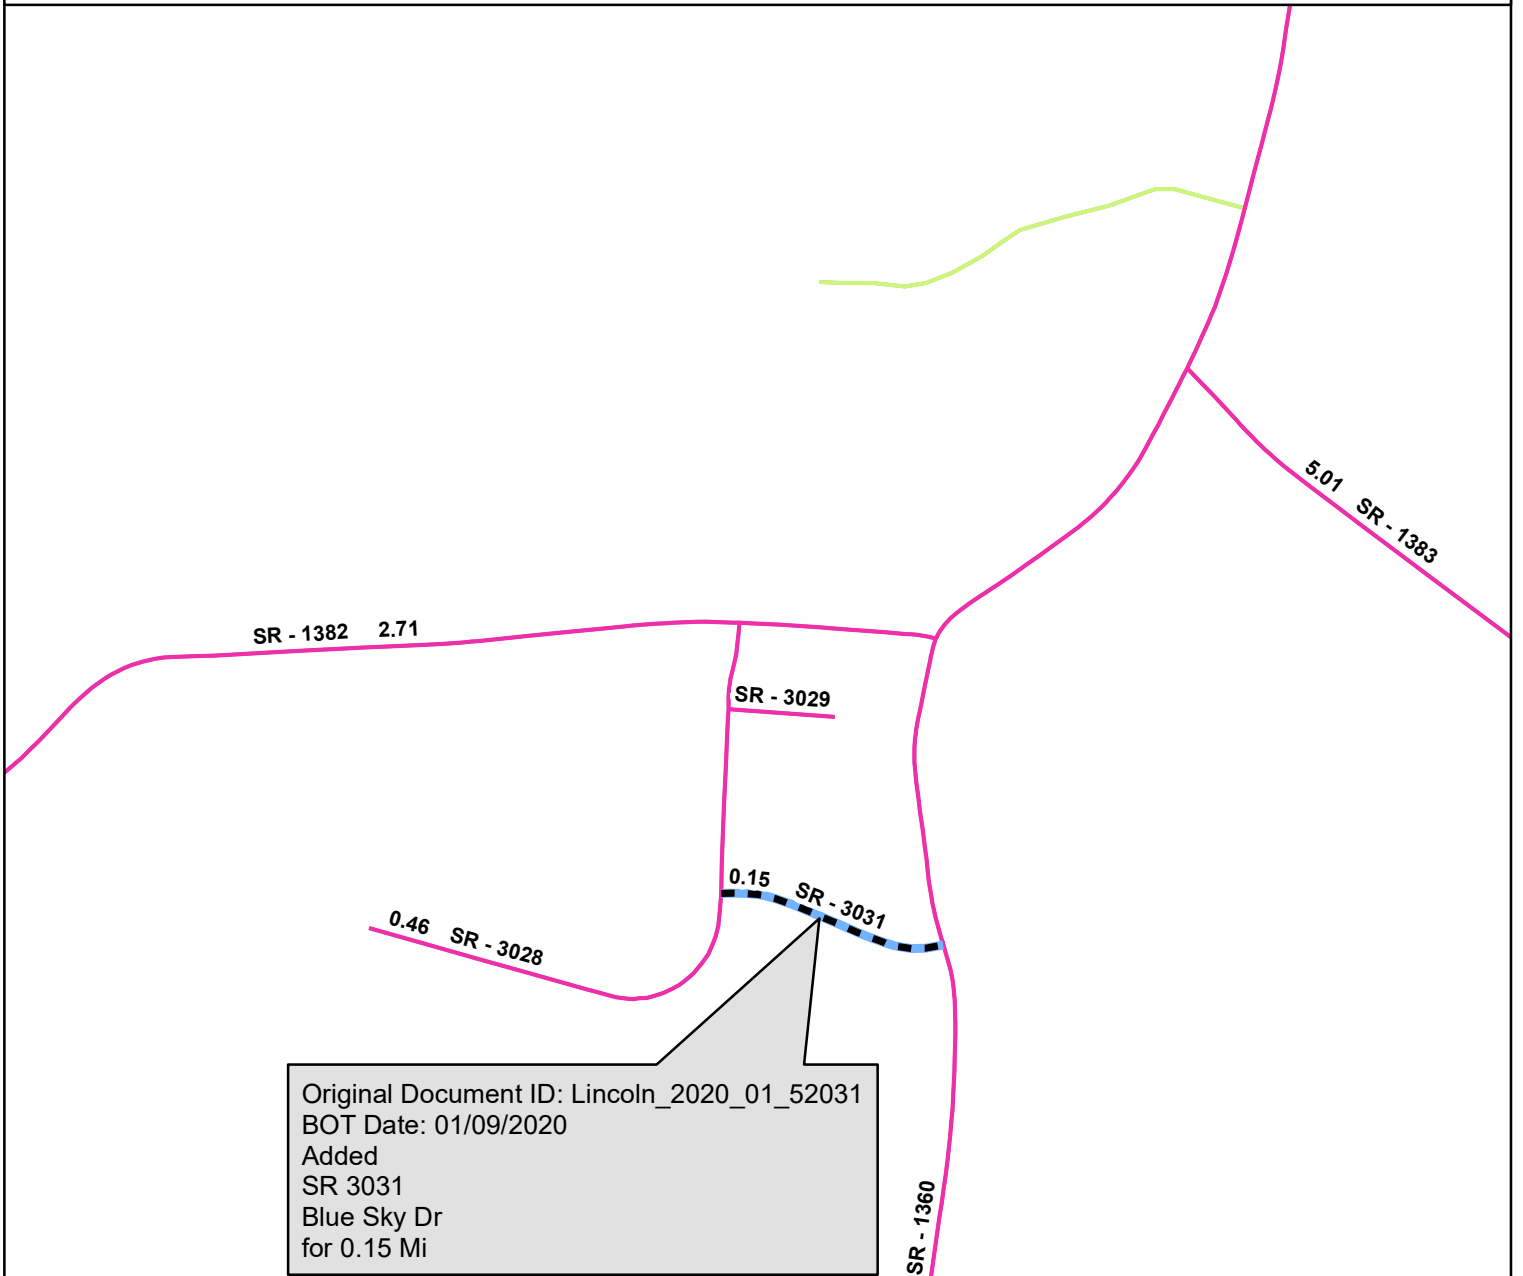 5.01 SR - 1383
SR - 1382 2.71
SR - 3029
0.15 SR - 3031
0.46 SR - 3028
Original Document ID: Lincoln_2020_01_52031
BOT Date: 01/09/2020
Added
SR 3031
Blue Sky Dr
for 0.15 Mi
SR - 1360